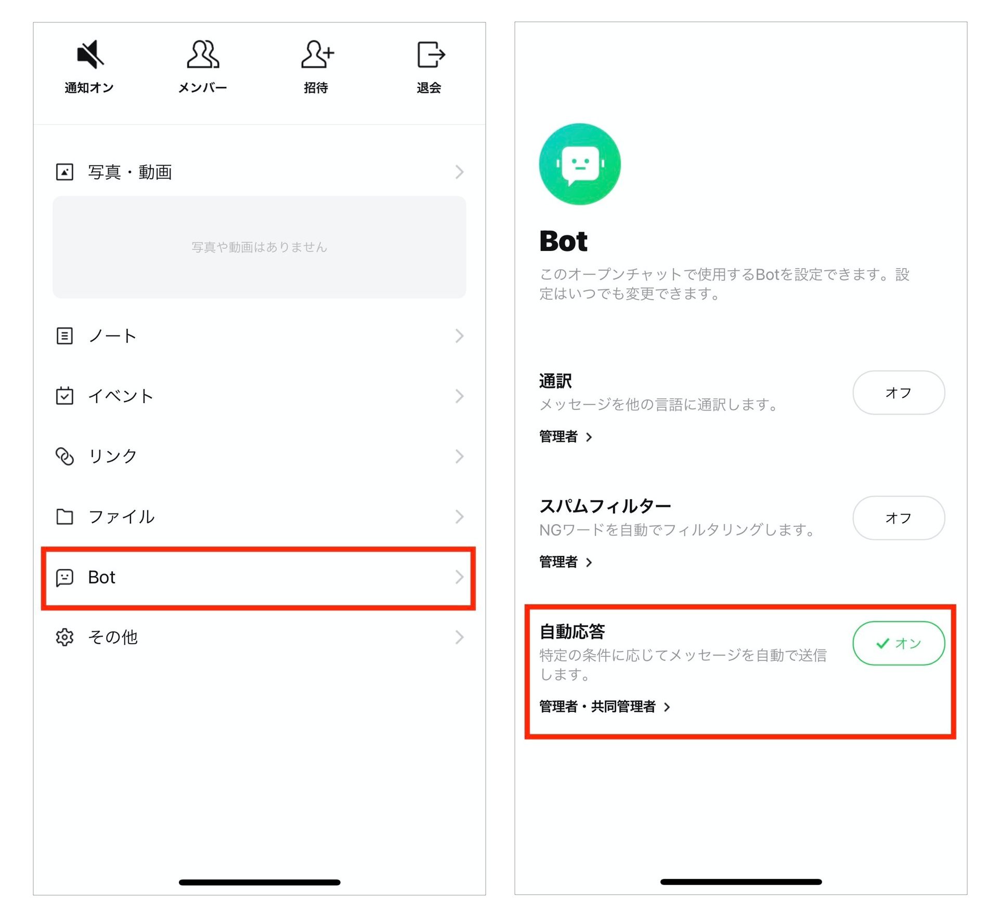 通知オン
メンバー
招待
退会
写真・動画
写真や動画はありません
ノート
イベント
リンク
ファイル
Bot
その他
Bot
このオープンチャットで使用するBotを設定できます。設
定はいつでも変更できます。
通訳
オフ
メッセージを他の言語に通訳します。
管理者
スパムフィルター
オフ
NGワードを自動でフィルタリングします。
管理者
自動応答
オン
特定の条件に応じてメッセージを自動で送信
します。
管理者・共同管理者